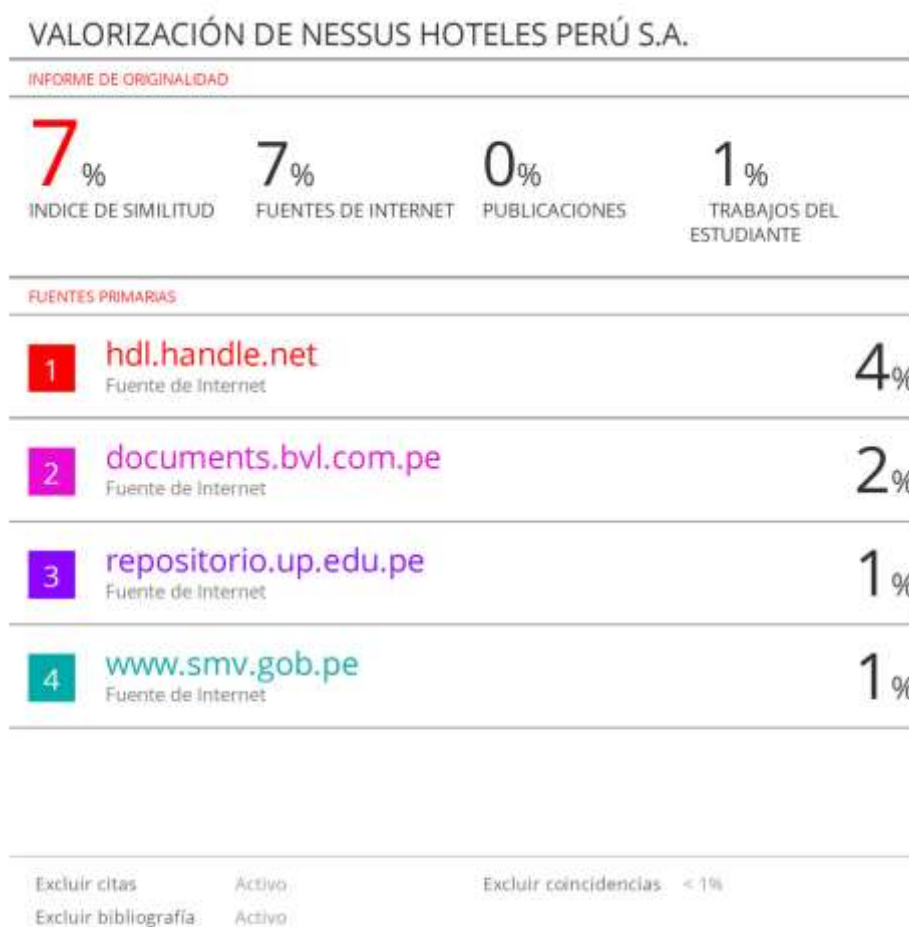 VALORIZACIÓN DE NESSUS HOTELES PERÚ S.A.
INFORME DE ORIGINALIDAD
7%
INDICE DE SIMILITUD
7%
FUENTES DE INTERNET
0%
PUBLICACIONES
1%
TRABAJOS DEL
ESTUDIANTE
FUENTES PRIMARIAS
1
hdl.handle.net
Fuente de Internet
4%
2
documents.bvl.com.pe
Fuente de Internet
2%
3
repositorio.up.edu.pe
Fuente de Internet
1%
4
www.smv.gob.pe
Fuente de Internet
1%
Excluir citas Activo
Excluir coincidencias < 1%
Excluir bibliografía Activo